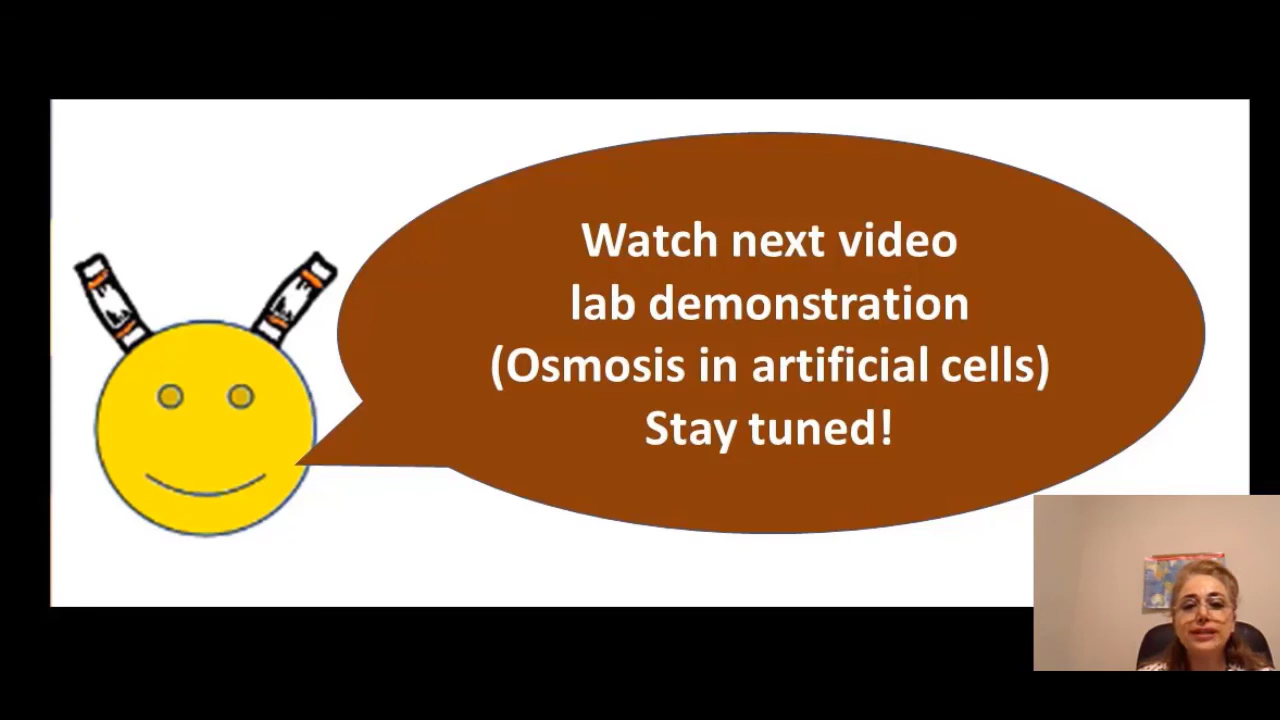 Watch next video
lab demonstration
(Osmosis in artificial cells)
Stay tuned!